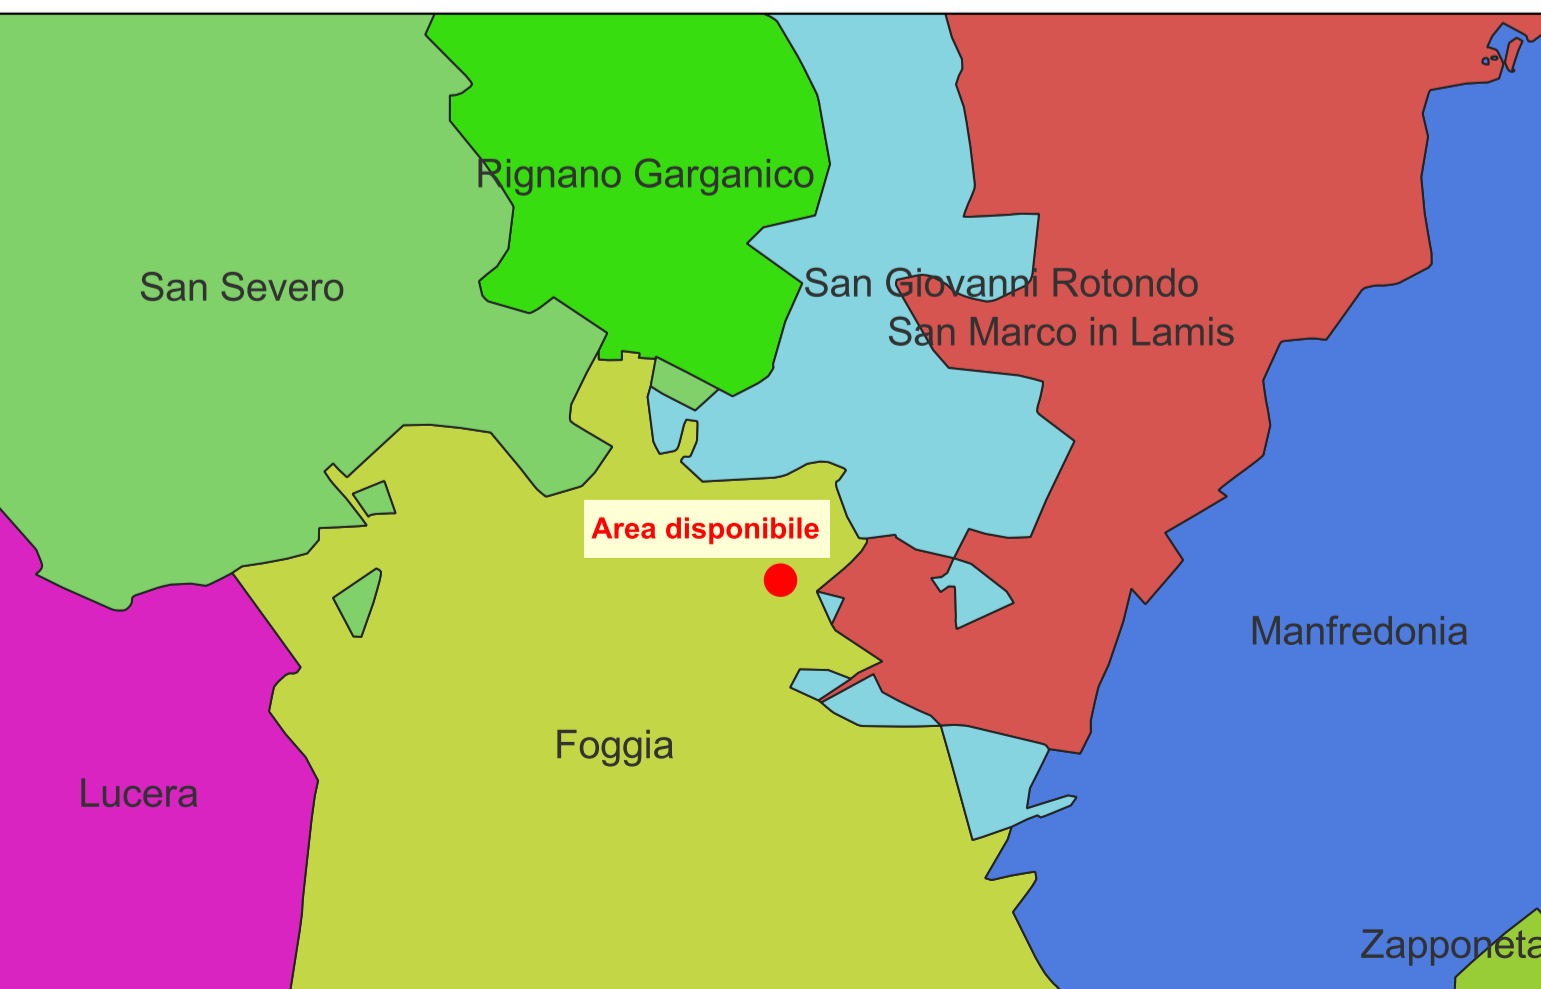 Rignano Garganico
San Severo
San Giovanni Rotondo
San Marco in Lamis
Area disponibile
Manfredonia
Foggia
Lucera
Zapponeta